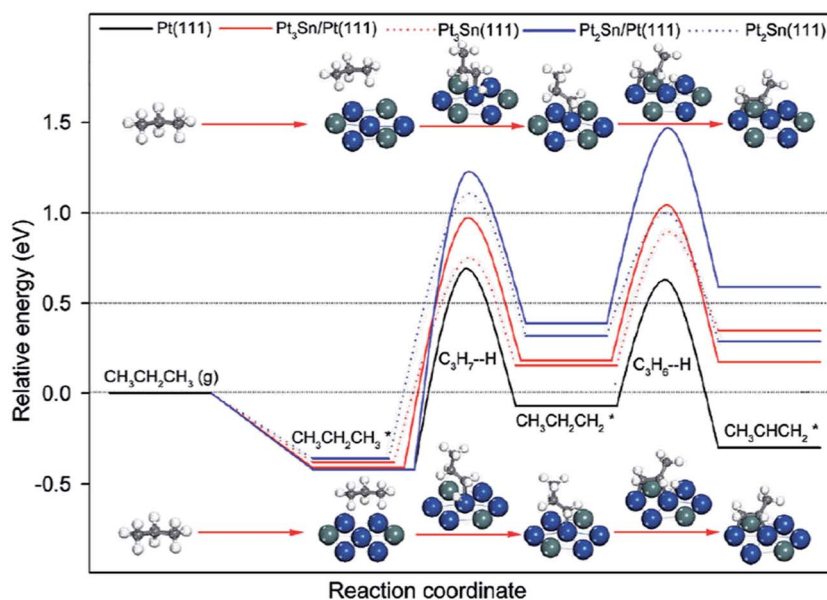 Pt(111) Pt₃Sn/Pt(111) Pt₃Sn(111) Pt₂Sn/Pt(111) Pt₂Sn(111)
1.5
1.0
0.5
0.0
-0.5
Relative energy (eV)
CH₃CH₂CH₃ (g)
CH₃CH₂CH₃ *
C₃H₇--H
CH₃CH₂CH₂ *
C₃H₆--H
CH₃CHCH₂ *
Reaction coordinate